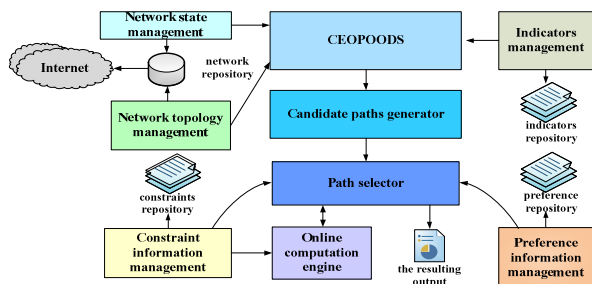 Network state
management
CEOPOODS
Indicators
management
network
repository
Internet
Network topology
management
Candidate paths generator
indicators
repository
constraints
repository
Path selector
preference
repository
Constraint
information
management
Online
computation
engine
the resulting
output
Preference
information
management